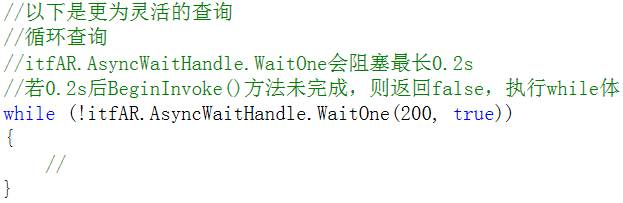 //以下是更为灵活的查询
//循环查询
//itfAR.AsyncWaitHandle.WaitOne会阻塞最长0.2s
//若0.2s后BeginInvoke()方法未完成，则返回false，执行while体
while (!itfAR.AsyncWaitHandle.WaitOne(200, true))
{
    //
}